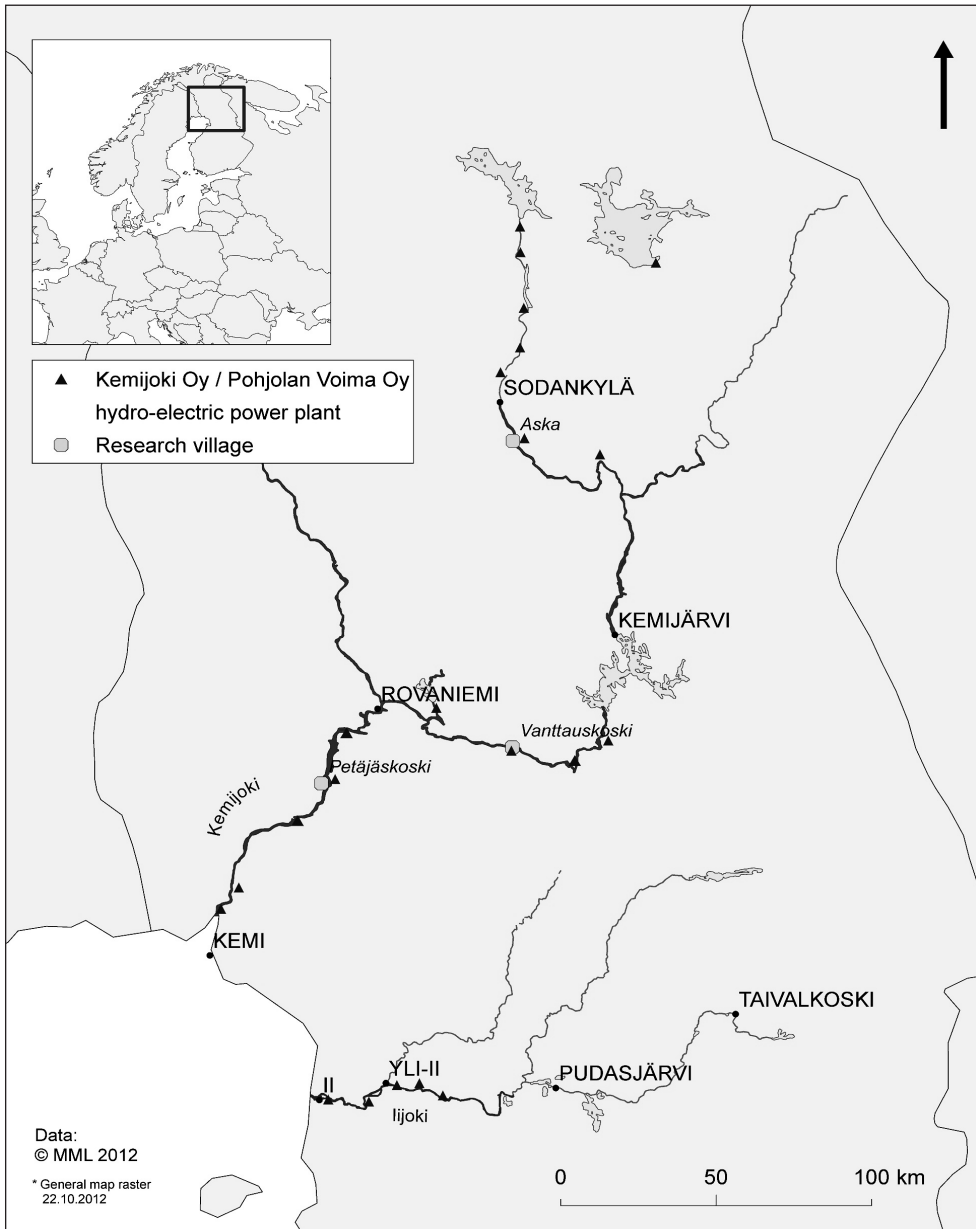 Kemijoki Oy / Pohjolan Voima Oy
hydro-electric power plant
Research village
SODANKYLÄ
Aska
KEMIJÄRVI
ROVANIEMI
Vanttauskoski
Petäjäskoski
Kemijoki
KEMI
TAIVALKOSKI
YLI-II
PUDASJÄRVI
II
Iijoki
Data:
© MML 2012
* General map raster
22.10.2012
0 50 100 km